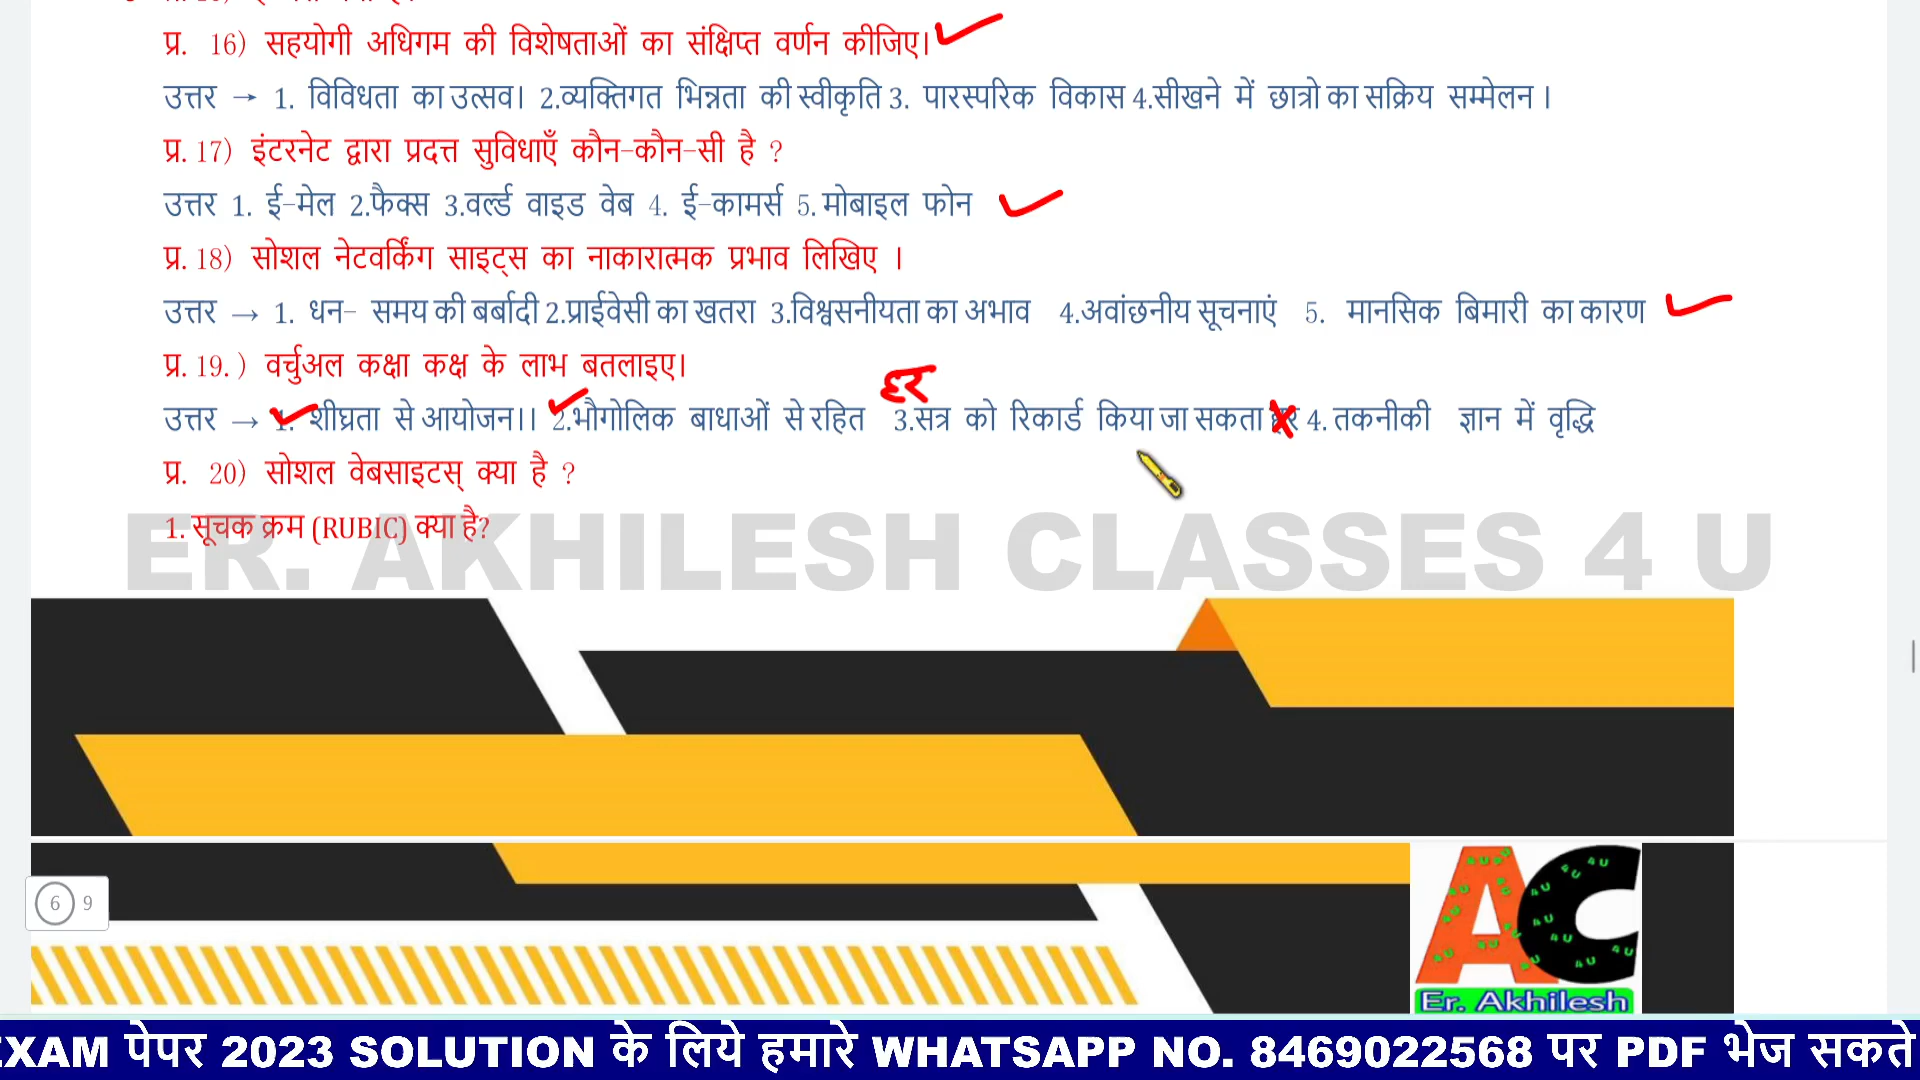 प्र. 16) सहयोगी अधिगम की विशेषताओं का संक्षिप्त वर्णन कीजिए।
उत्तर → 1. विविधता का उत्सव। 2.व्यक्तिगत भिन्नता की स्वीकृति 3. पारस्परिक विकास 4.सीखने में छात्रो का सक्रिय सम्मेलन ।
प्र. 17) इंटरनेट द्वारा प्रदत्त सुविधाएँ कौन-कौन-सी है ?
उत्तर 1. ई-मेल 2.फैक्स 3.वर्ल्ड वाइड वेब 4. ई-कामर्स 5. मोबाइल फोन
प्र. 18) सोशल नेटवर्किंग साइट्स का नाकारात्मक प्रभाव लिखिए ।
उत्तर → 1. धन- समय की बर्बादी 2.प्राईवेसी का खतरा 3.विश्वसनीयता का अभाव 4.अवांछनीय सूचनाएं 5. मानसिक बिमारी का कारण
प्र. 19. ) वर्चुअल कक्षा कक्ष के लाभ बतलाइए।
हर
उत्तर → 1. शीघ्रता से आयोजन।। 2.भौगोलिक बाधाओं से रहित 3.सत्र को रिकार्ड किया जा सकता 4. तकनीकी ज्ञान में वृद्धि
प्र. 20) सोशल वेबसाइटस् क्या है ?
1. सूचक क्रम (RUBIC) क्या है?
ER. AKHILESH CLASSES 4 U
6 9
AC
Er. Akhilesh
EXAM पेपर 2023 SOLUTION के लिये हमारे WHATSAPP NO. 8469022568 पर PDF भेज सकते